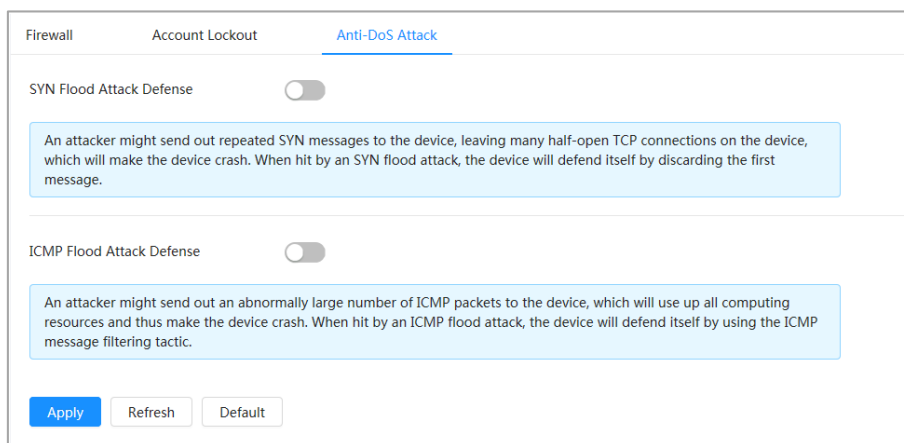 Firewall Account Lockout Anti-DoS Attack
SYN Flood Attack Defense
An attacker might send out repeated SYN messages to the device, leaving many half-open TCP connections on the device,
which will make the device crash. When hit by an SYN flood attack, the device will defend itself by discarding the first
message.
ICMP Flood Attack Defense
An attacker might send out an abnormally large number of ICMP packets to the device, which will use up all computing
resources and thus make the device crash. When hit by an ICMP flood attack, the device will defend itself by using the ICMP
message filtering tactic.
Apply Refresh Default